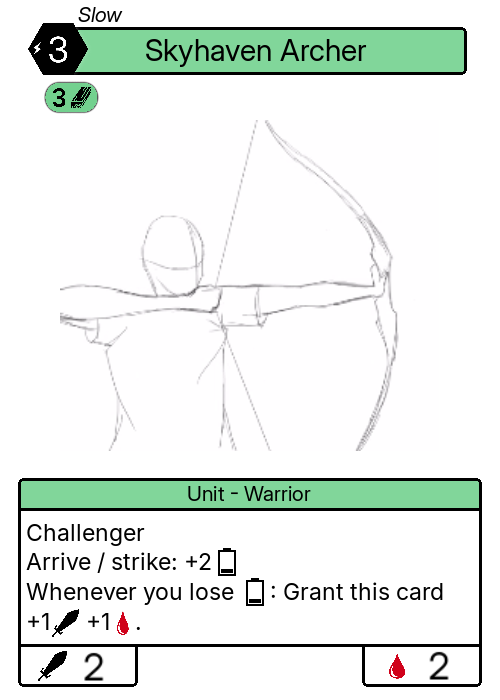 Slow
3
Skyhaven Archer
3
Unit - Warrior
Challenger
Arrive / strike: +2
Whenever you lose : Grant this card
+1 +1 .
2
2